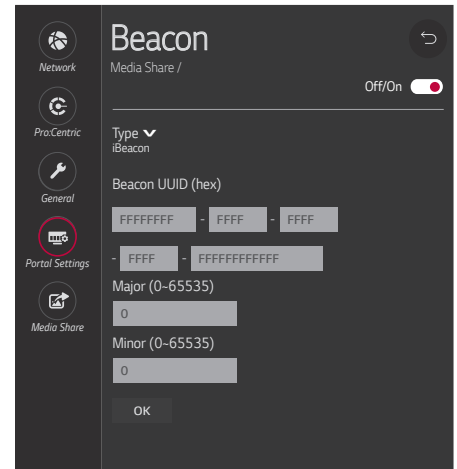 Network
Pro:Centric
General
Portal Settings
Media Share
Beacon
Media Share /
Off/On
Type
iBeacon
Beacon UUID (hex)
FFFFFFFF - FFFF - FFFF
- FFFF - FFFFFFFFFFFF
Major (0~65535)
0
Minor (0~65535)
0
OK